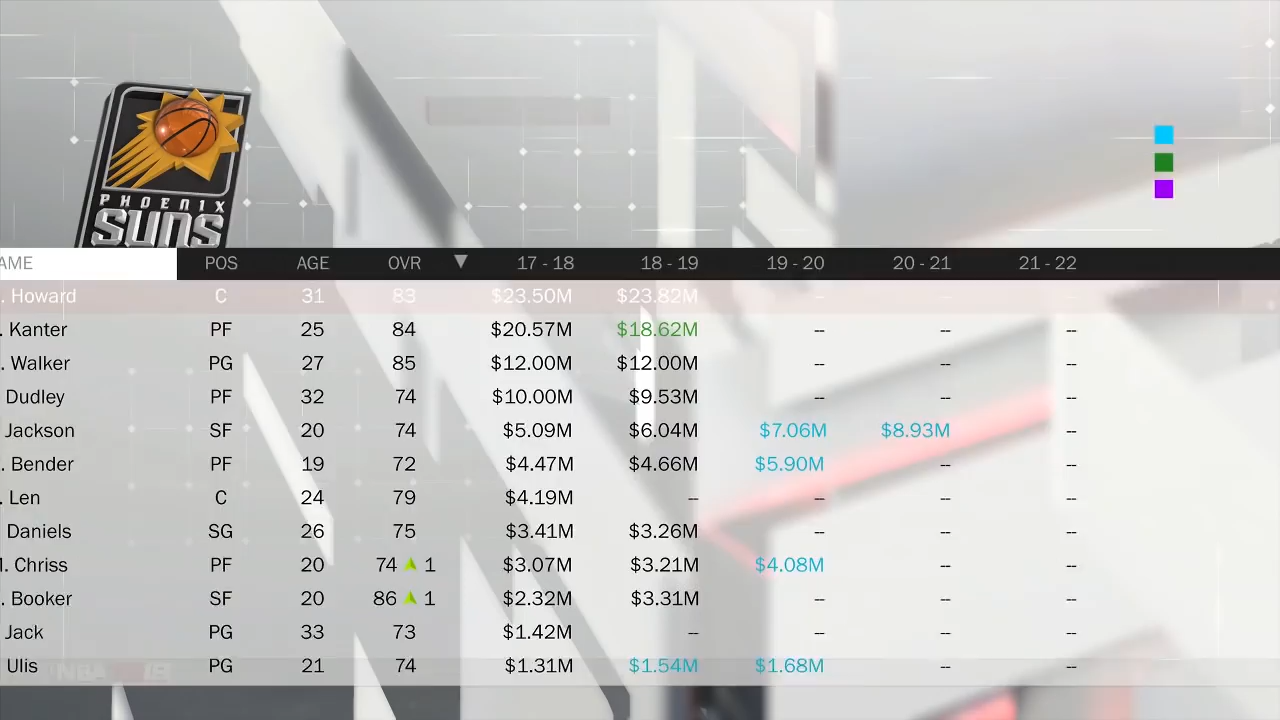 PHOENIX
SUNS
AME POS AGE OVR ▼ 17 - 18 18 - 19 19 - 20 20 - 21 21 - 22
. Howard C 31 83 $23.50M $23.82M -- -- --
. Kanter PF 25 84 $20.57M $18.62M -- -- --
. Walker PG 27 85 $12.00M $12.00M -- -- --
Dudley PF 32 74 $10.00M $9.53M -- -- --
Jackson SF 20 74 $5.09M $6.04M $7.06M $8.93M --
. Bender PF 19 72 $4.47M $4.66M $5.90M -- --
. Len C 24 79 $4.19M -- -- -- --
Daniels SG 26 75 $3.41M $3.26M -- -- --
. Chriss PF 20 74 1 $3.07M $3.21M $4.08M -- --
. Booker SF 20 86 1 $2.32M $3.31M -- -- --
Jack PG 33 73 $1.42M -- -- -- --
Ulis PG 21 74 $1.31M $1.54M $1.68M -- --
NBA 2K18